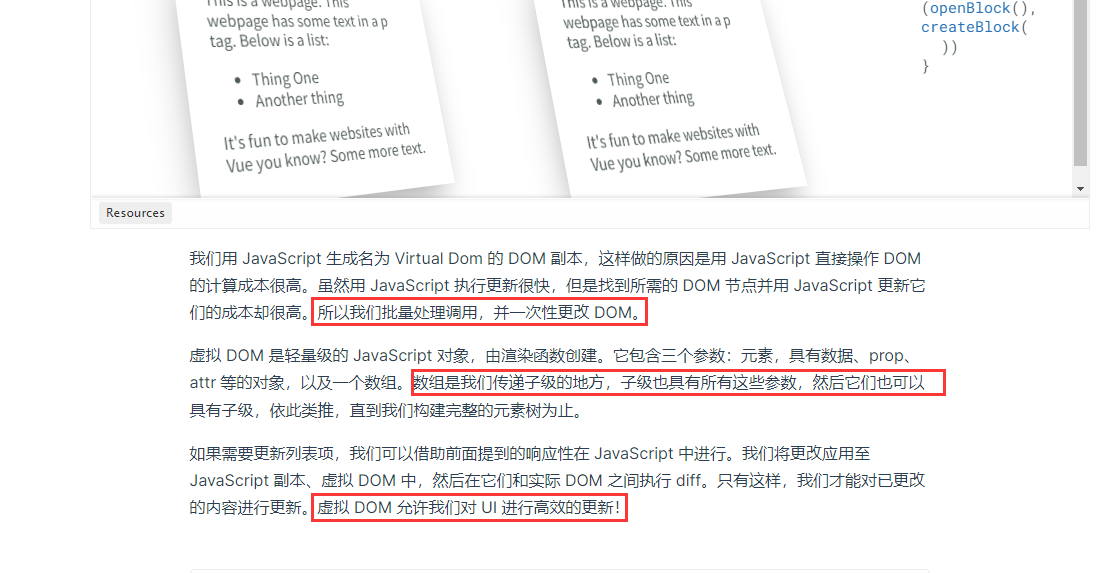 This is a webpage. This
webpage has some text in a p
tag. Below is a list:
• Thing One
• Another thing
It's fun to make websites with
Vue you know? Some more text.
This is a webpage. This
webpage has some text in a p
tag. Below is a list:
• Thing One
• Another thing
It's fun to make websites with
Vue you know? Some more text.
(openBlock(),
createBlock(
))
}
Resources
我们用 JavaScript 生成名为 Virtual Dom 的 DOM 副本，这样做的原因是用 JavaScript 直接操作 DOM
的计算成本很高。虽然用 JavaScript 执行更新很快，但是找到所需的 DOM 节点并用 JavaScript 更新它
们的成本却很高。所以我们批量处理调用，并一次性更改 DOM。
虚拟 DOM 是轻量级的 JavaScript 对象，由渲染函数创建。它包含三个参数：元素，具有数据、prop、
attr 等的对象，以及一个数组。数组是我们传递子级的地方，子级也具有所有这些参数，然后它们也可以
具有子级，依此类推，直到我们构建完整的元素树为止。
如果需要更新列表项，我们可以借助前面提到的响应性在 JavaScript 中进行。我们将更改应用至
JavaScript 副本、虚拟 DOM 中，然后在它们和实际 DOM 之间执行 diff。只有这样，我们才能对已更改
的内容进行更新。虚拟 DOM 允许我们对 UI 进行高效的更新！